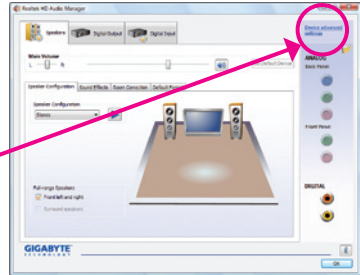 Realtek HD Audio Manager
Speakers
Digital Output
Digital Input
Device advanced
settings
Main Volume
L
R
Default Device
ANALOG
Back Panel
Speaker Configuration
Sound Effects
Room Correction
Default Format
Speaker Configuration
Stereo
Front Panel
Full-range Speakers
Front left and right
Surround speakers
DIGITAL
GIGABYTE
TECHNOLOGY
i
OK